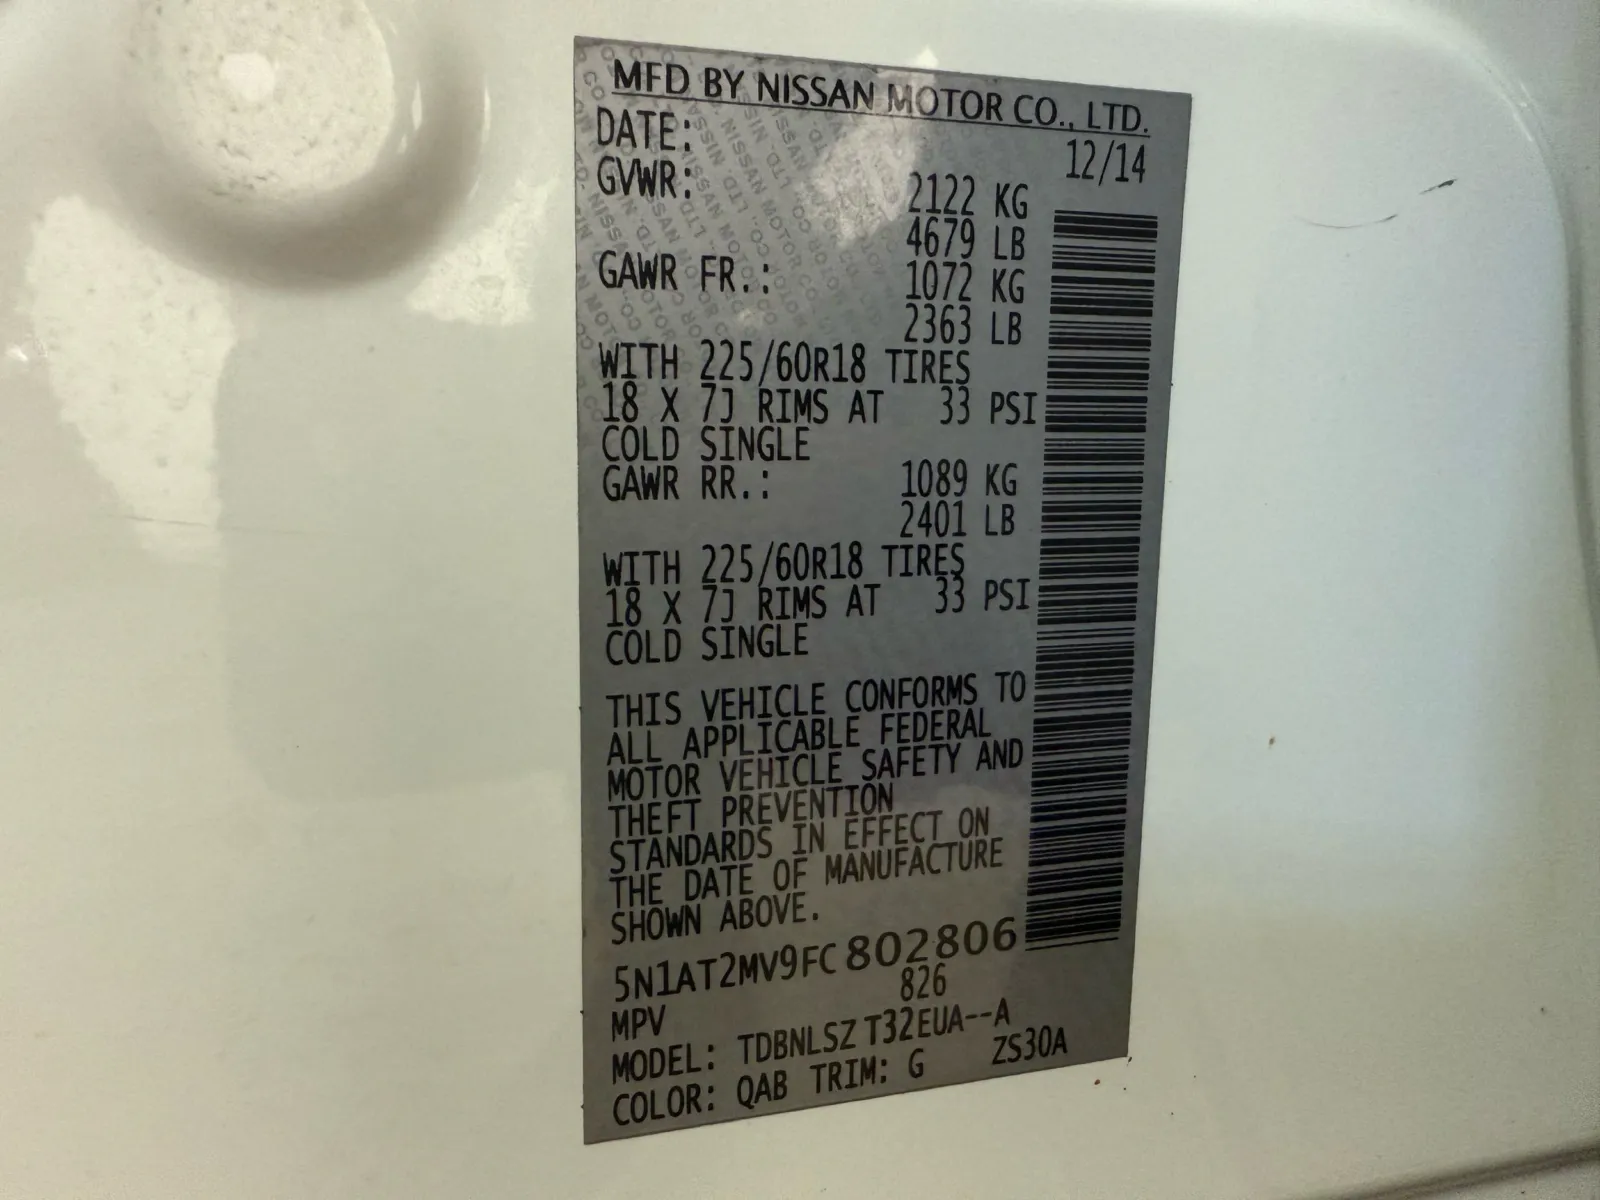 MFD BY NISSAN MOTOR CO., LTD.
DATE: 12/14
GVWR: 2122 KG
4679 LB
GAWR FR.: 1072 KG
2363 LB
WITH 225/60R18 TIRES
18 X 7J RIMS AT 33 PSI
COLD SINGLE
GAWR RR.: 1089 KG
2401 LB
WITH 225/60R18 TIRES
18 X 7J RIMS AT 33 PSI
COLD SINGLE
THIS VEHICLE CONFORMS TO
ALL APPLICABLE FEDERAL
MOTOR VEHICLE SAFETY AND
THEFT PREVENTION
STANDARDS IN EFFECT ON
THE DATE OF MANUFACTURE
SHOWN ABOVE.
5N1AT2MV9FC802806
MPV 826
MODEL: TDBNLSZ T32EUA--A
COLOR: QAB TRIM: G ZS30A